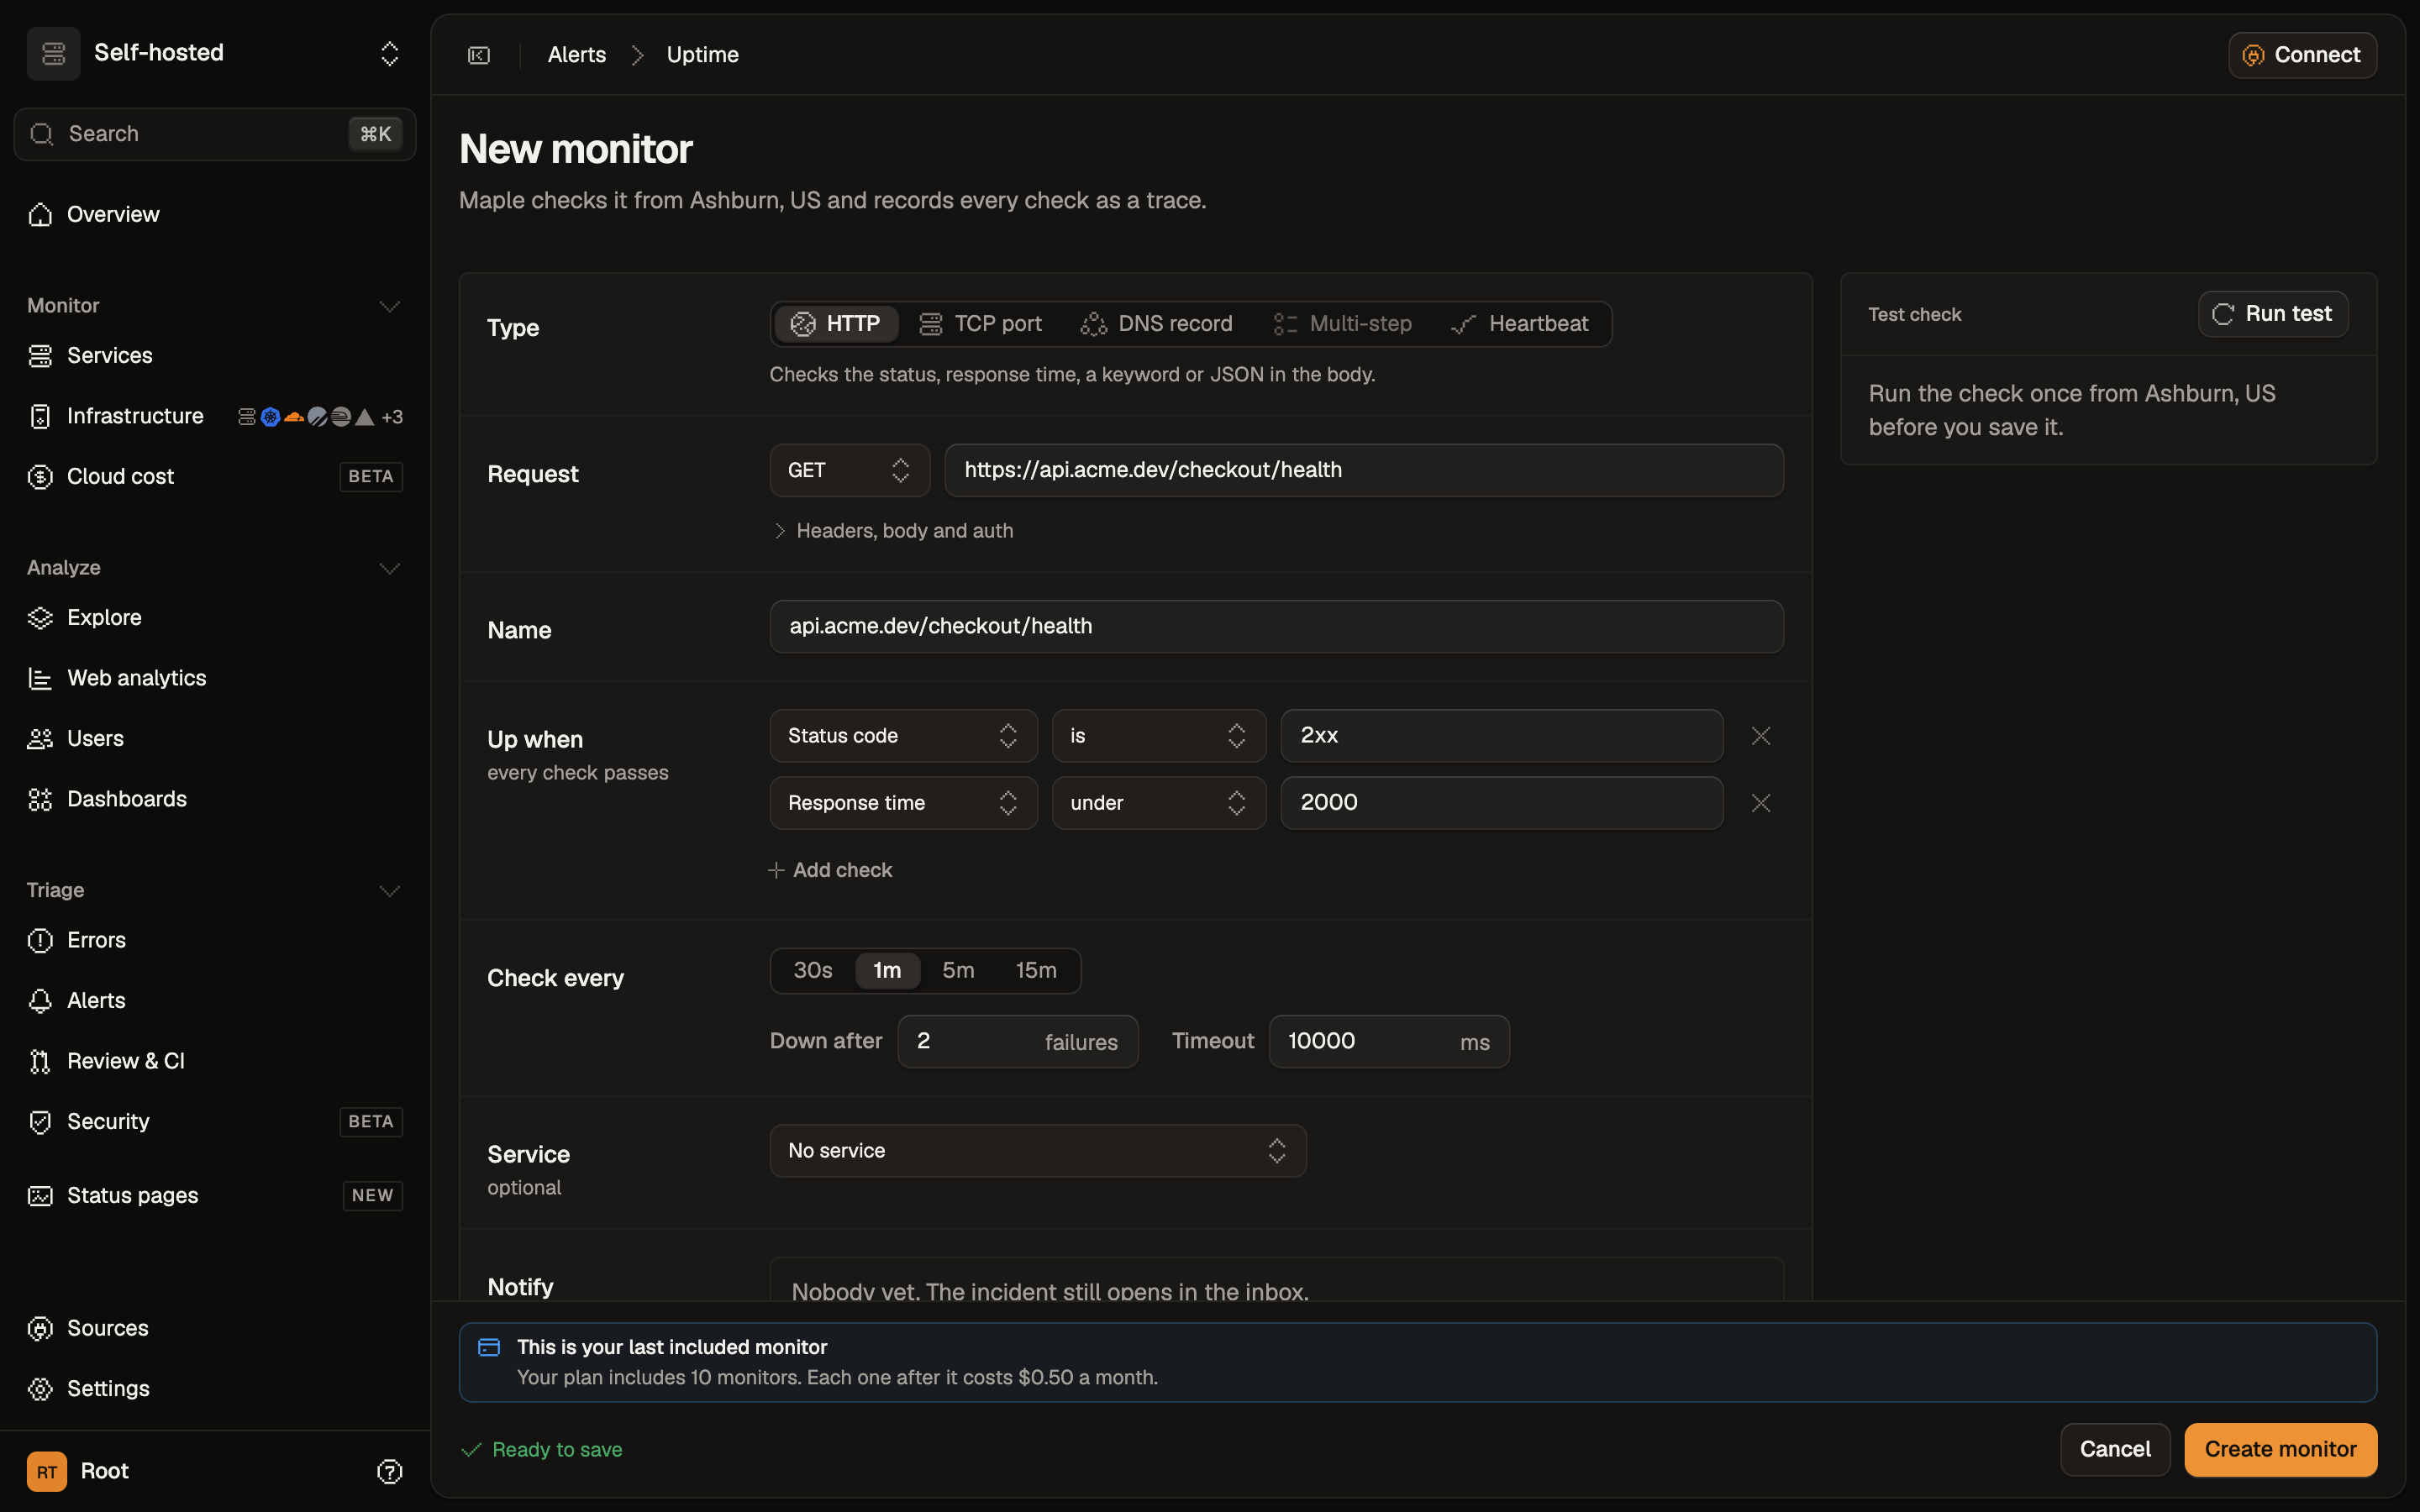 Self-hosted
Search ⌘K
Overview
Monitor
Services
Infrastructure +3
Cloud cost BETA
Analyze
Explore
Web analytics
Users
Dashboards
Triage
Errors
Alerts
Review & CI
Security BETA
Status pages NEW
Sources
Settings
RT Root
Alerts Uptime
Connect
New monitor
Maple checks it from Ashburn, US and records every check as a trace.
Type
HTTP TCP port DNS record Multi-step Heartbeat
Checks the status, response time, a keyword or JSON in the body.
Request
GET https://api.acme.dev/checkout/health
Headers, body and auth
Name
api.acme.dev/checkout/health
Up when
every check passes
Status code is 2xx
Response time under 2000
Add check
Check every
30s 1m 5m 15m
Down after 2 failures Timeout 10000 ms
Service
optional
No service
Notify
Nobody yet. The incident still opens in the inbox.
Test check
Run test
Run the check once from Ashburn, US
before you save it.
This is your last included monitor
Your plan includes 10 monitors. Each one after it costs $0.50 a month.
Ready to save
Cancel Create monitor